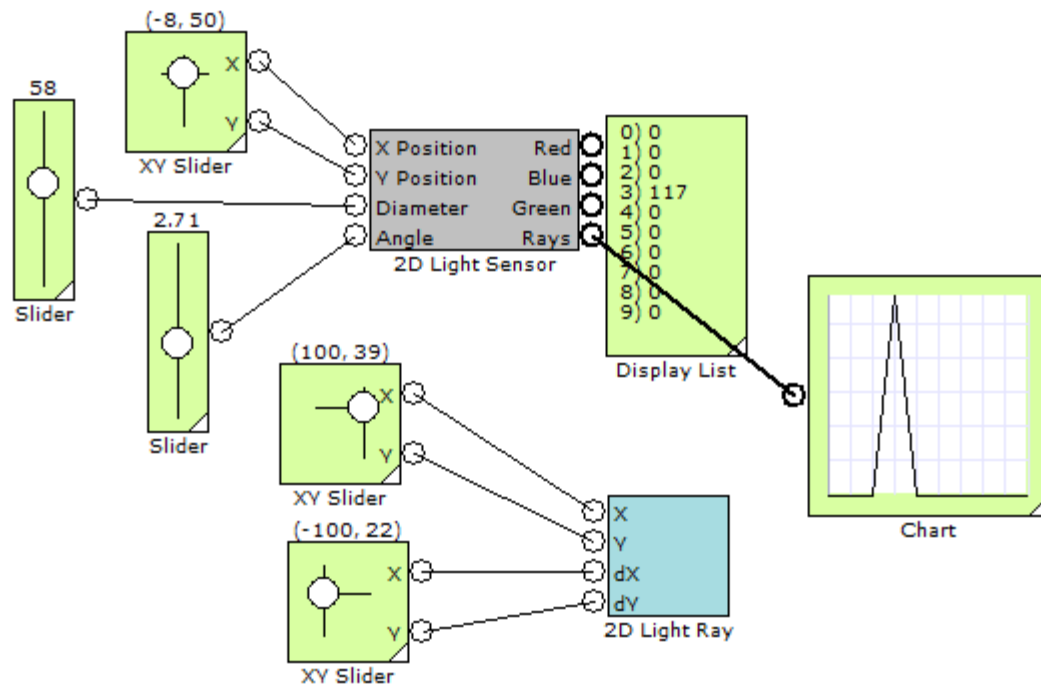 (-8, 50)
X
Y
XY Slider
58
Slider
2.71
Slider
X Position
Y Position
Diameter
Angle
Red
Blue
Green
Rays
2D Light Sensor
0) 0
1) 0
2) 0
3) 117
4) 0
5) 0
6) 0
7) 0
8) 0
9) 0
Display List
Chart
(100, 39)
X
Y
XY Slider
(-100, 22)
X
Y
XY Slider
X
Y
dX
dY
2D Light Ray